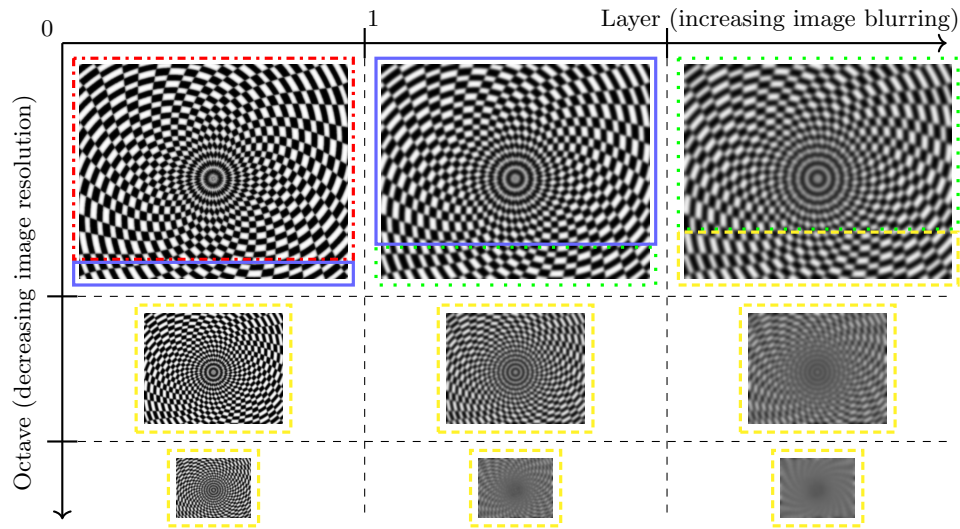 0
1
Layer (increasing image blurring)
Octave (decreasing image resolution)